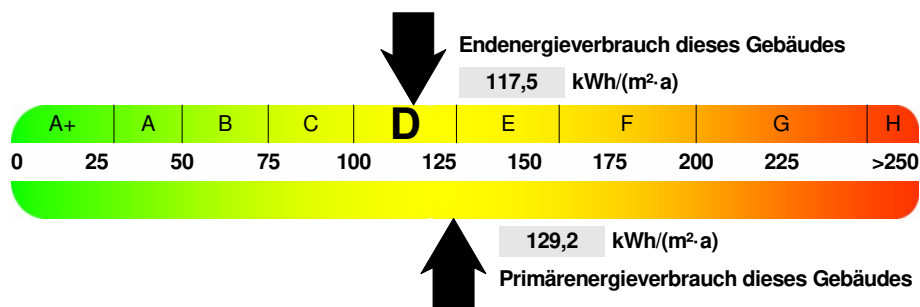 Endenergieverbrauch dieses Gebäudes
117,5 kWh/(m²·a)
A+ A B C D E F G H
0 25 50 75 100 125 150 175 200 225 >250
129,2 kWh/(m²·a)
Primärenergieverbrauch dieses Gebäudes